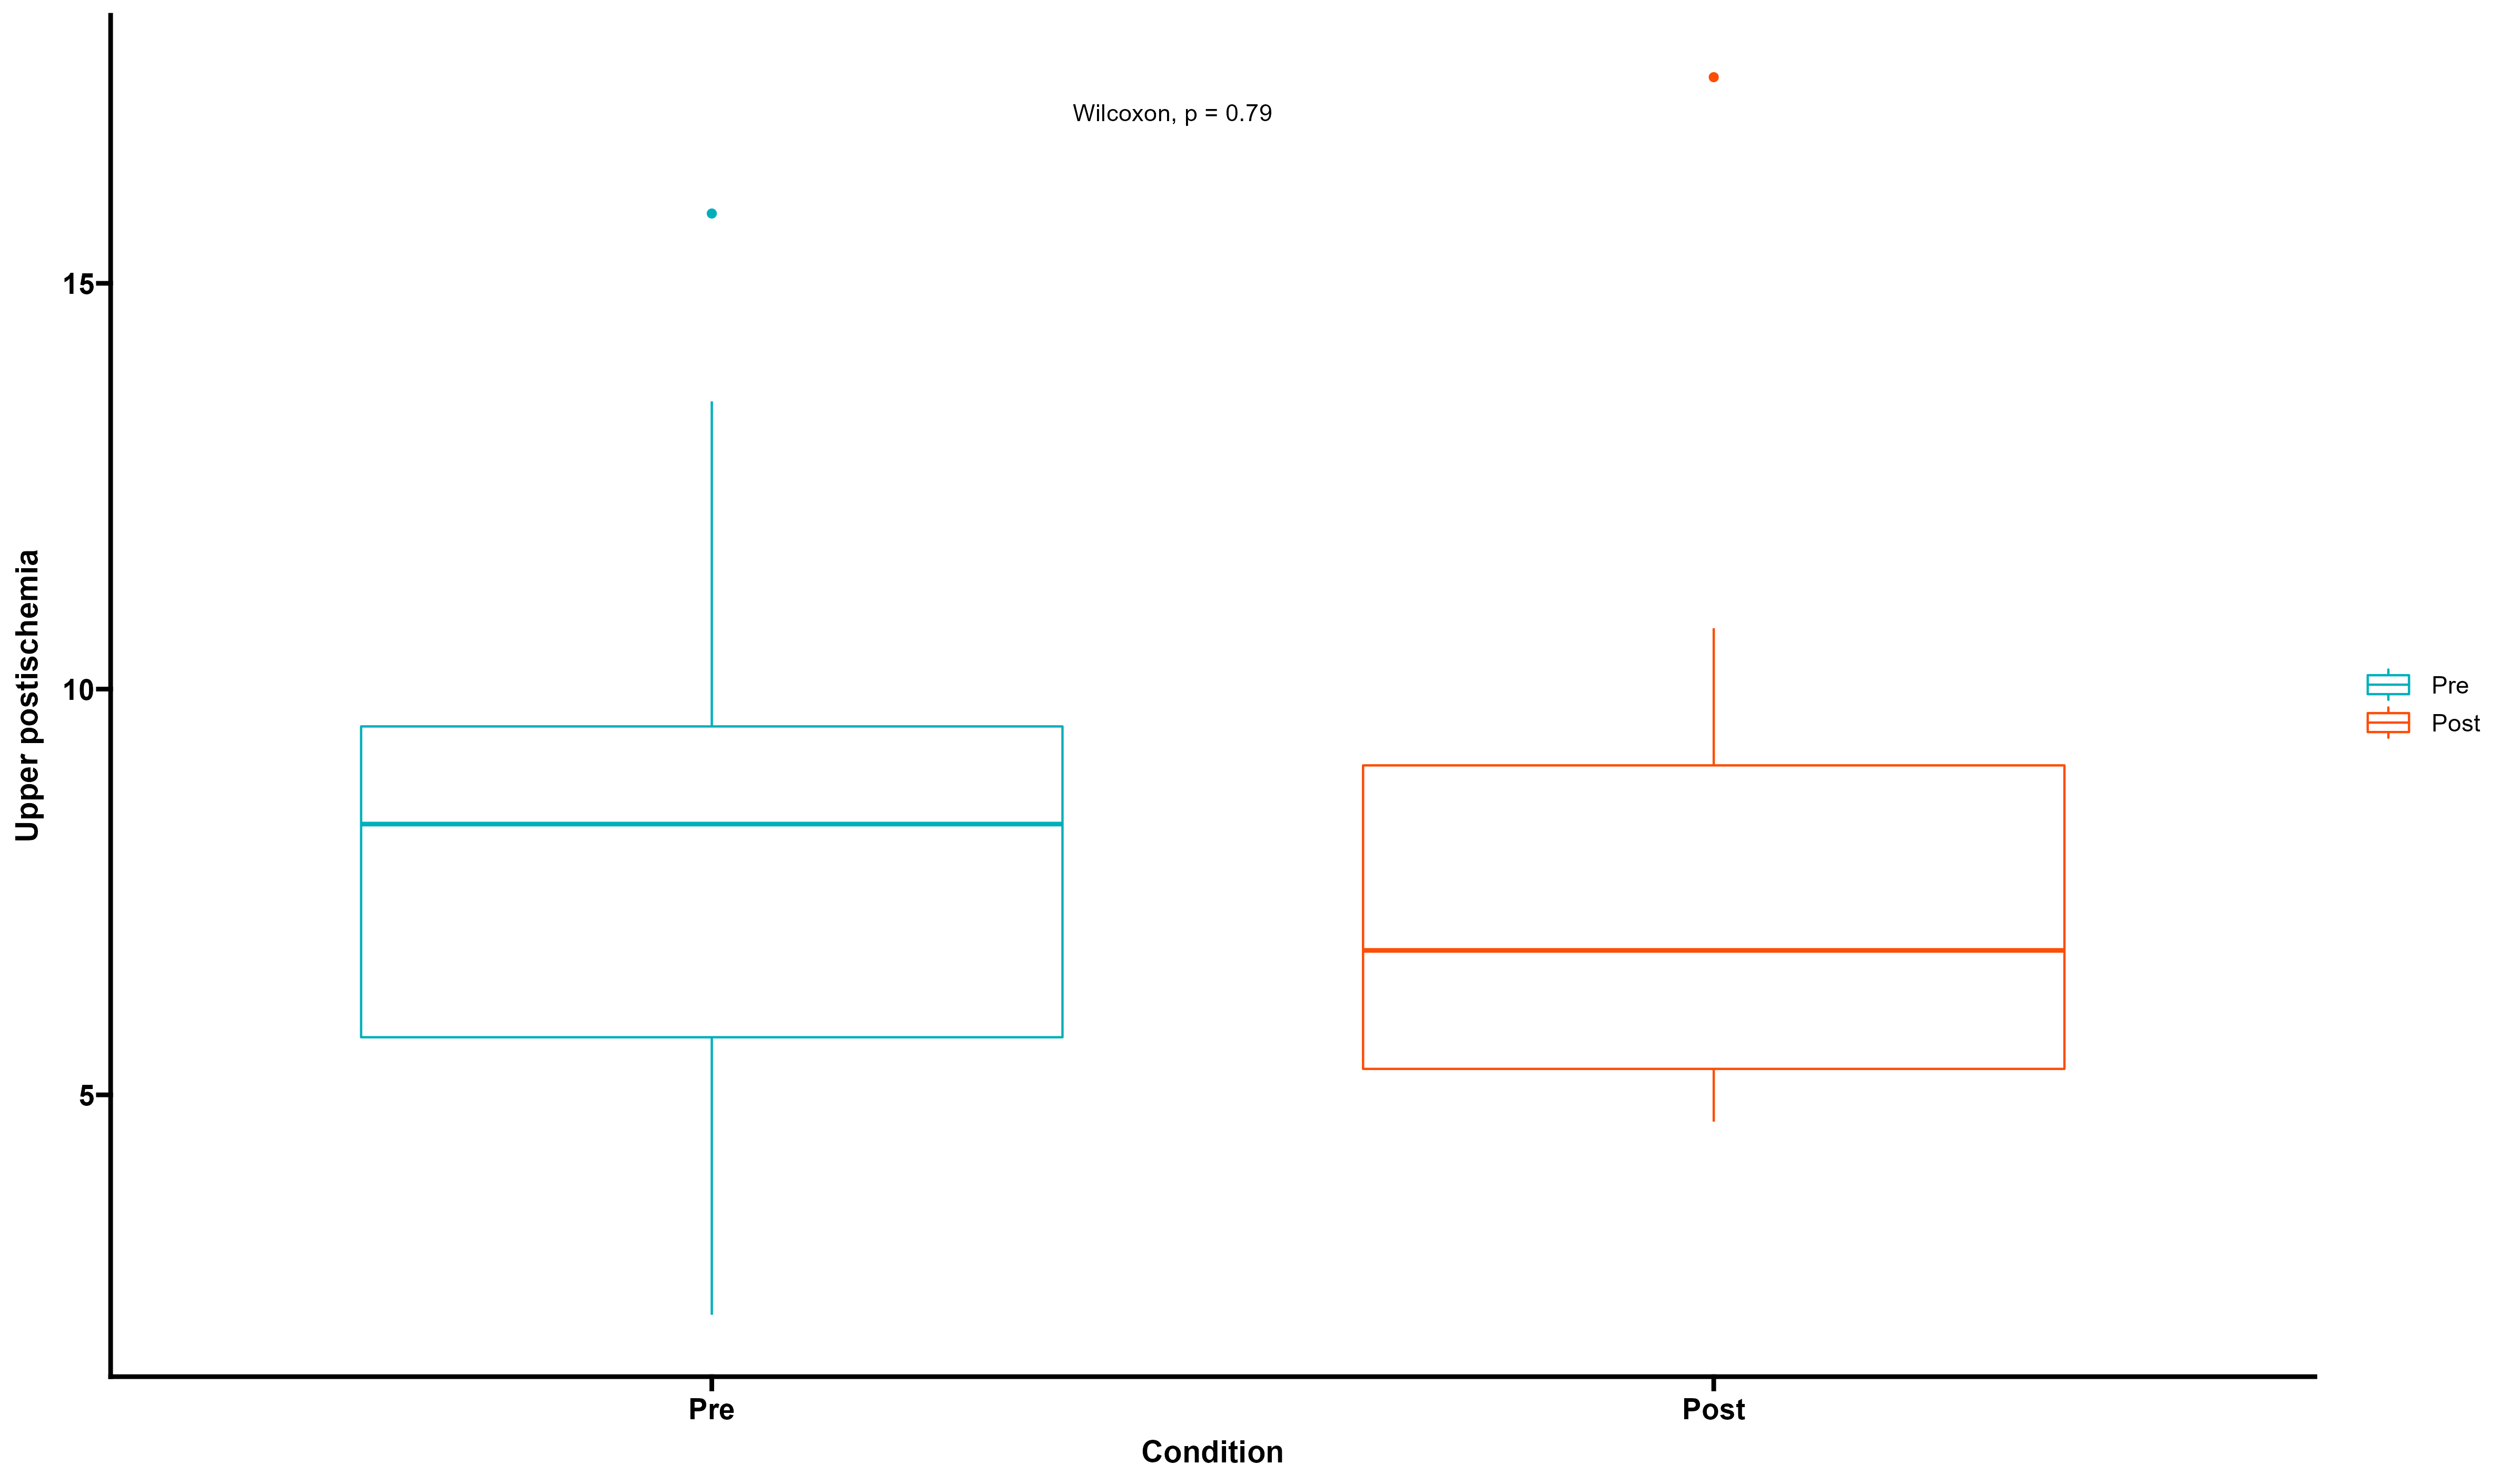 Wilcoxon, p = 0.79
15
10
5
Upper postischemia
Pre
Post
Condition
Pre
Post